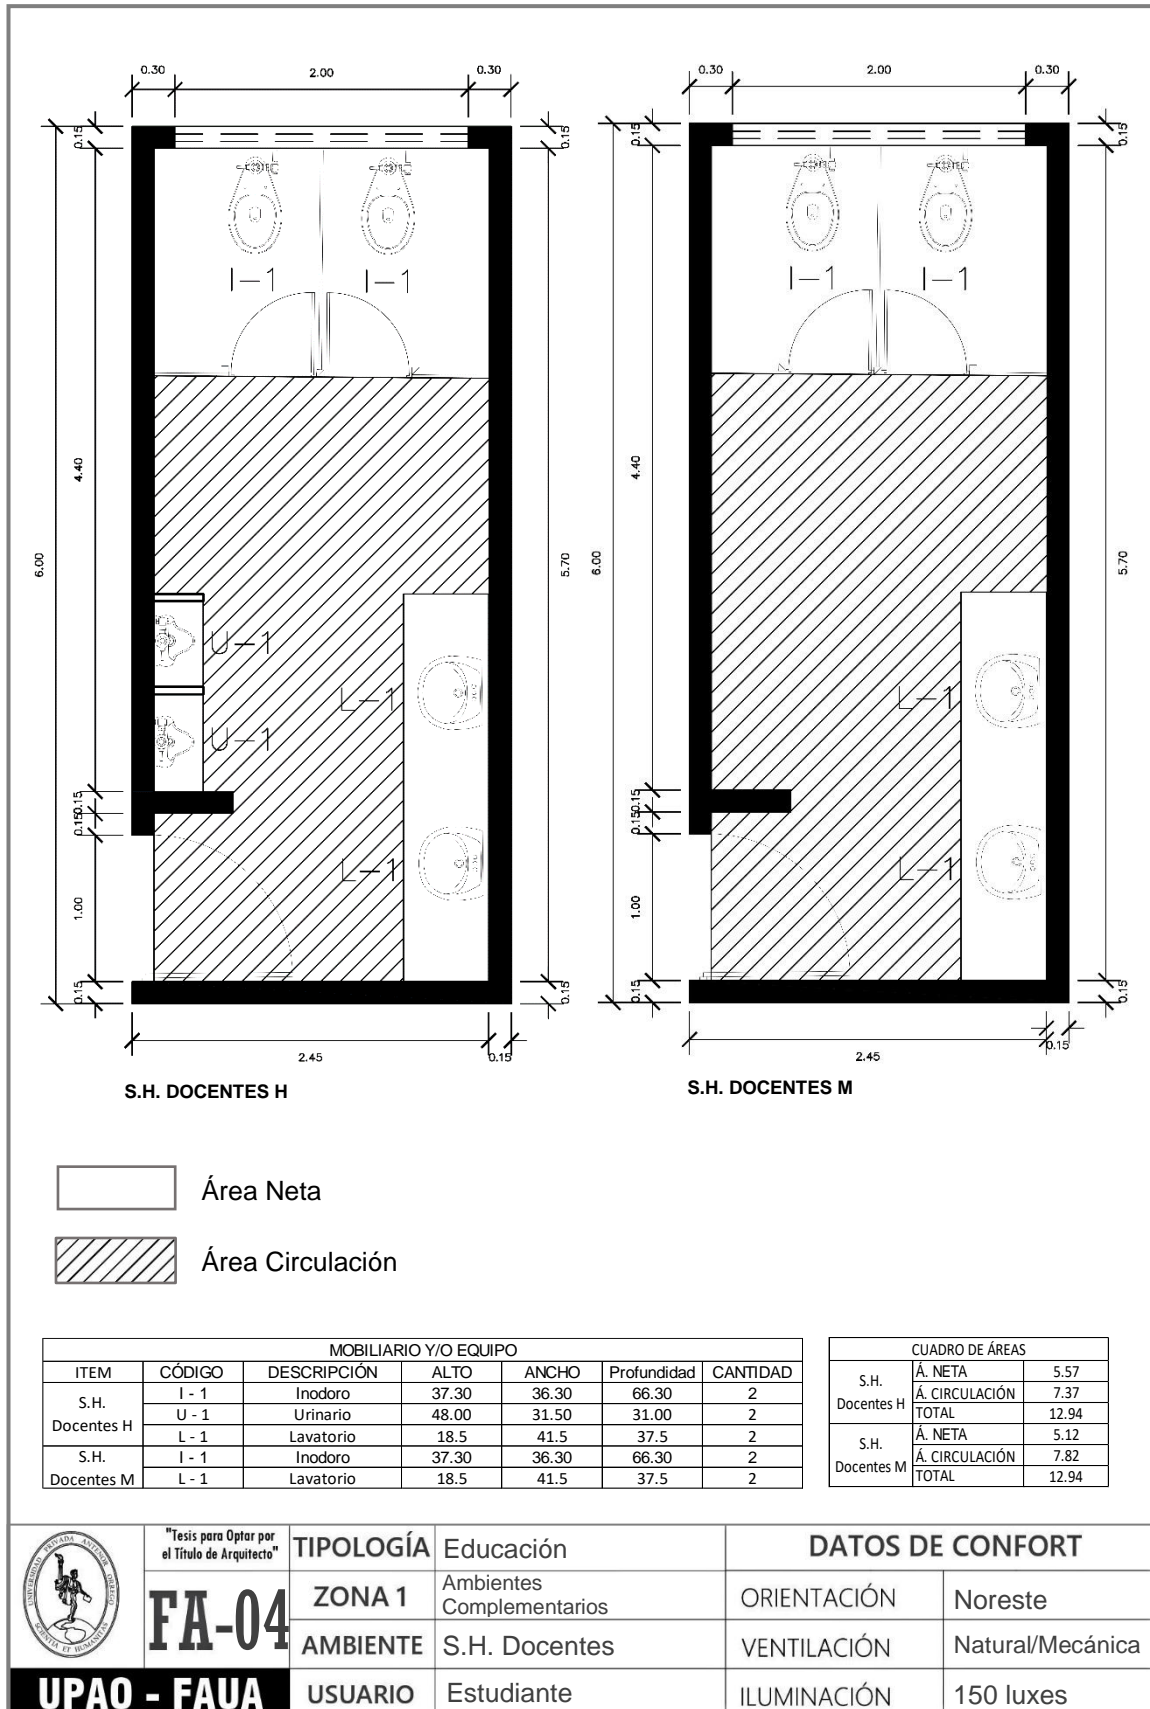 0.30 2.00 0.30
0.30 2.00 0.30
0.15 0.15
0.15 0.15
I-1 I-1
I-1 I-1
4.40
6.00
5.70
4.40
6.00
5.70
U-1
L-1
U-1
L-1
L-1
L-1
0.15
0.15
0.15
0.15
1.00
1.00
0.15 0.15
0.15 0.15
2.45 0.15
2.45 0.15
S.H. DOCENTES H
S.H. DOCENTES M
Área Neta
Área Circulación
MOBILIARIO Y/O EQUIPO
ITEM CÓDIGO DESCRIPCIÓN ALTO ANCHO Profundidad CANTIDAD
S.H. Docentes H
I - 1 Inodoro 37.30 36.30 66.30 2
U - 1 Urinario 48.00 31.50 31.00 2
L - 1 Lavatorio 18.5 41.5 37.5 2
S.H. Docentes M
I - 1 Inodoro 37.30 36.30 66.30 2
L - 1 Lavatorio 18.5 41.5 37.5 2
CUADRO DE ÁREAS
S.H. Docentes H
Á. NETA 5.57
Á. CIRCULACIÓN 7.37
TOTAL 12.94
S.H. Docentes M
Á. NETA 5.12
Á. CIRCULACIÓN 7.82
TOTAL 12.94
UNIVERSIDAD PRIVADA ANTENOR ORREGO
SCIENTIA ET HUMANITAS
"Tesis para Optar por
el Título de Arquitecto"
FA-04
UPAO - FAUA
TIPOLOGÍA Educación
ZONA 1 Ambientes
Complementarios
AMBIENTE S.H. Docentes
USUARIO Estudiante
DATOS DE CONFORT
ORIENTACIÓN Noreste
VENTILACIÓN Natural/Mecánica
ILUMINACIÓN 150 luxes